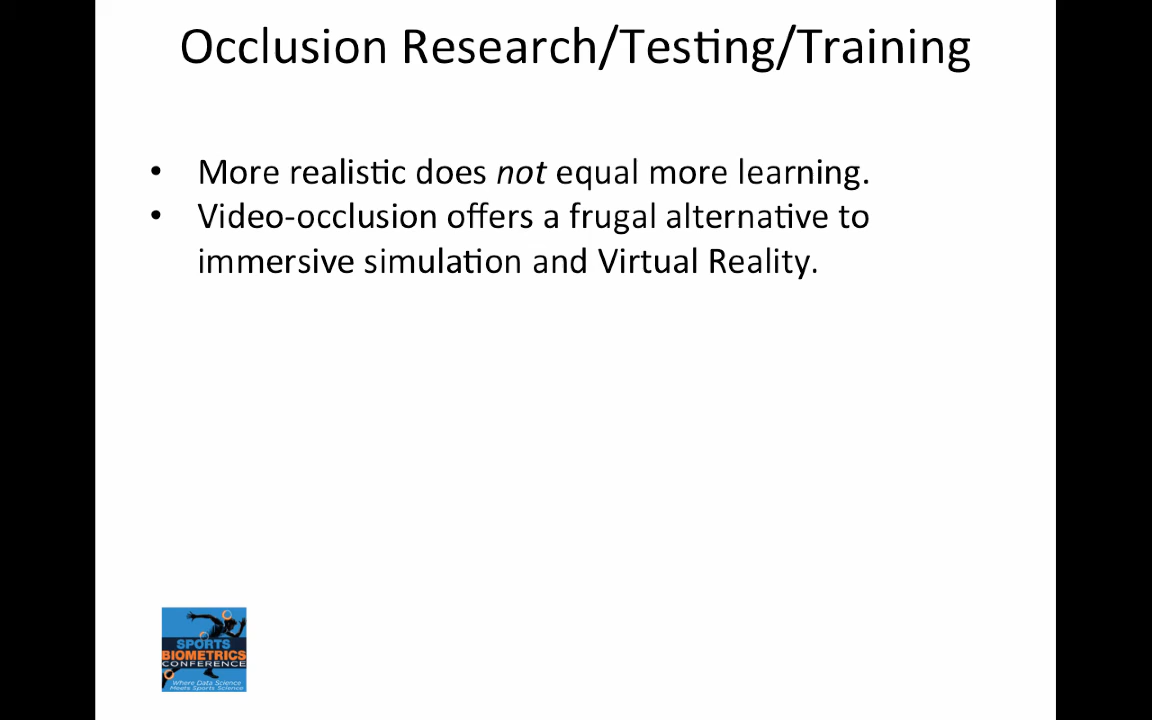 Occlusion Research/Testing/Training
• More realistic does not equal more learning.
• Video-occlusion offers a frugal alternative to
immersive simulation and Virtual Reality.
SPORTS
BIOMETRICS
CONFERENCE
Where Data Science
Meets Sports Science